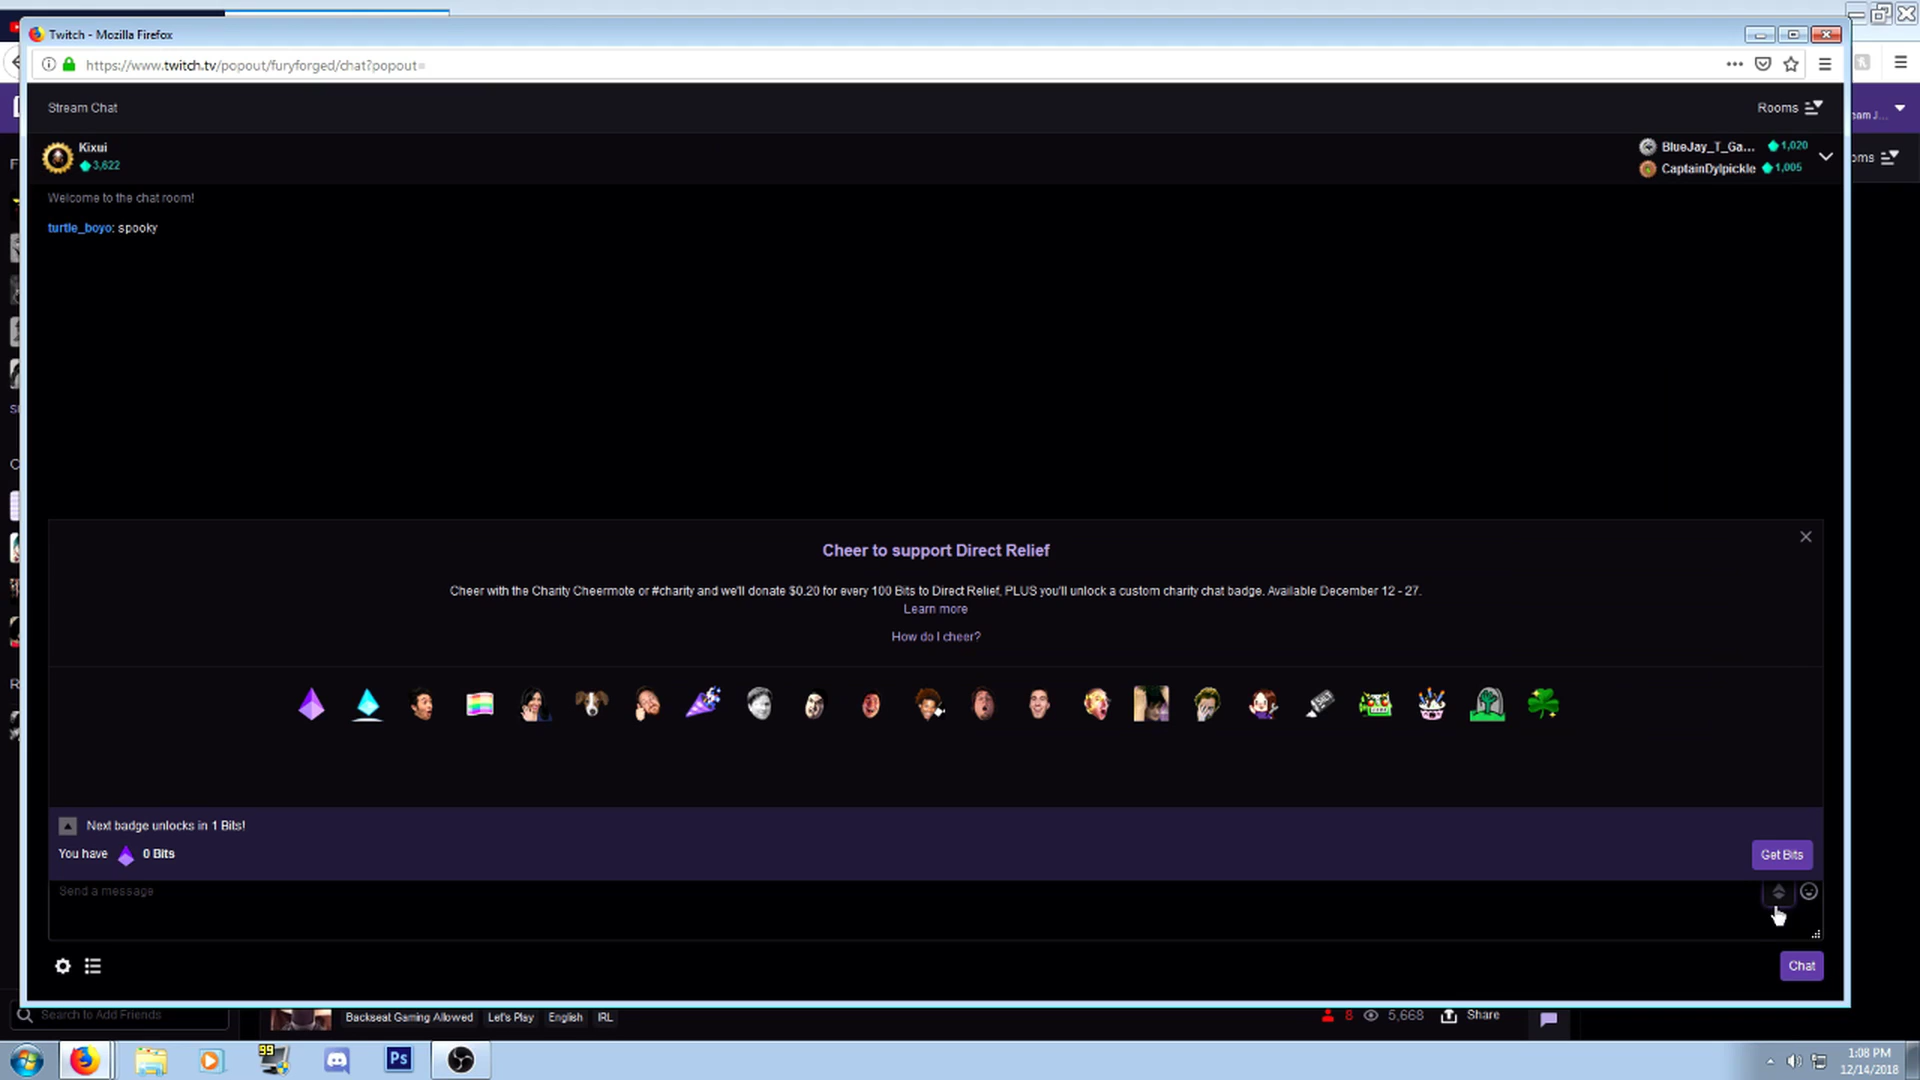 Twitch - Mozilla Firefox
https://www.twitch.tv/popout/furyforged/chat?popout=
Stream Chat
Rooms
Kixui
3,622
BlueJay_T_Ga... 1,020
CaptainDylpickle 1,005
Welcome to the chat room!
turtle_boyo: spooky
Cheer to support Direct Relief
Cheer with the Charity Cheermote or #charity and we'll donate $0.20 for every 100 Bits to Direct Relief, PLUS you'll unlock a custom charity chat badge. Available December 12 - 27.
Learn more
How do I cheer?
Next badge unlocks in 1 Bits!
You have 0 Bits
Get Bits
Send a message
Chat
Search to Add Friends
Backseat Gaming Allowed Let's Play English IRL
8 5,668 Share
99
Ps
1:08 PM
12/14/2018